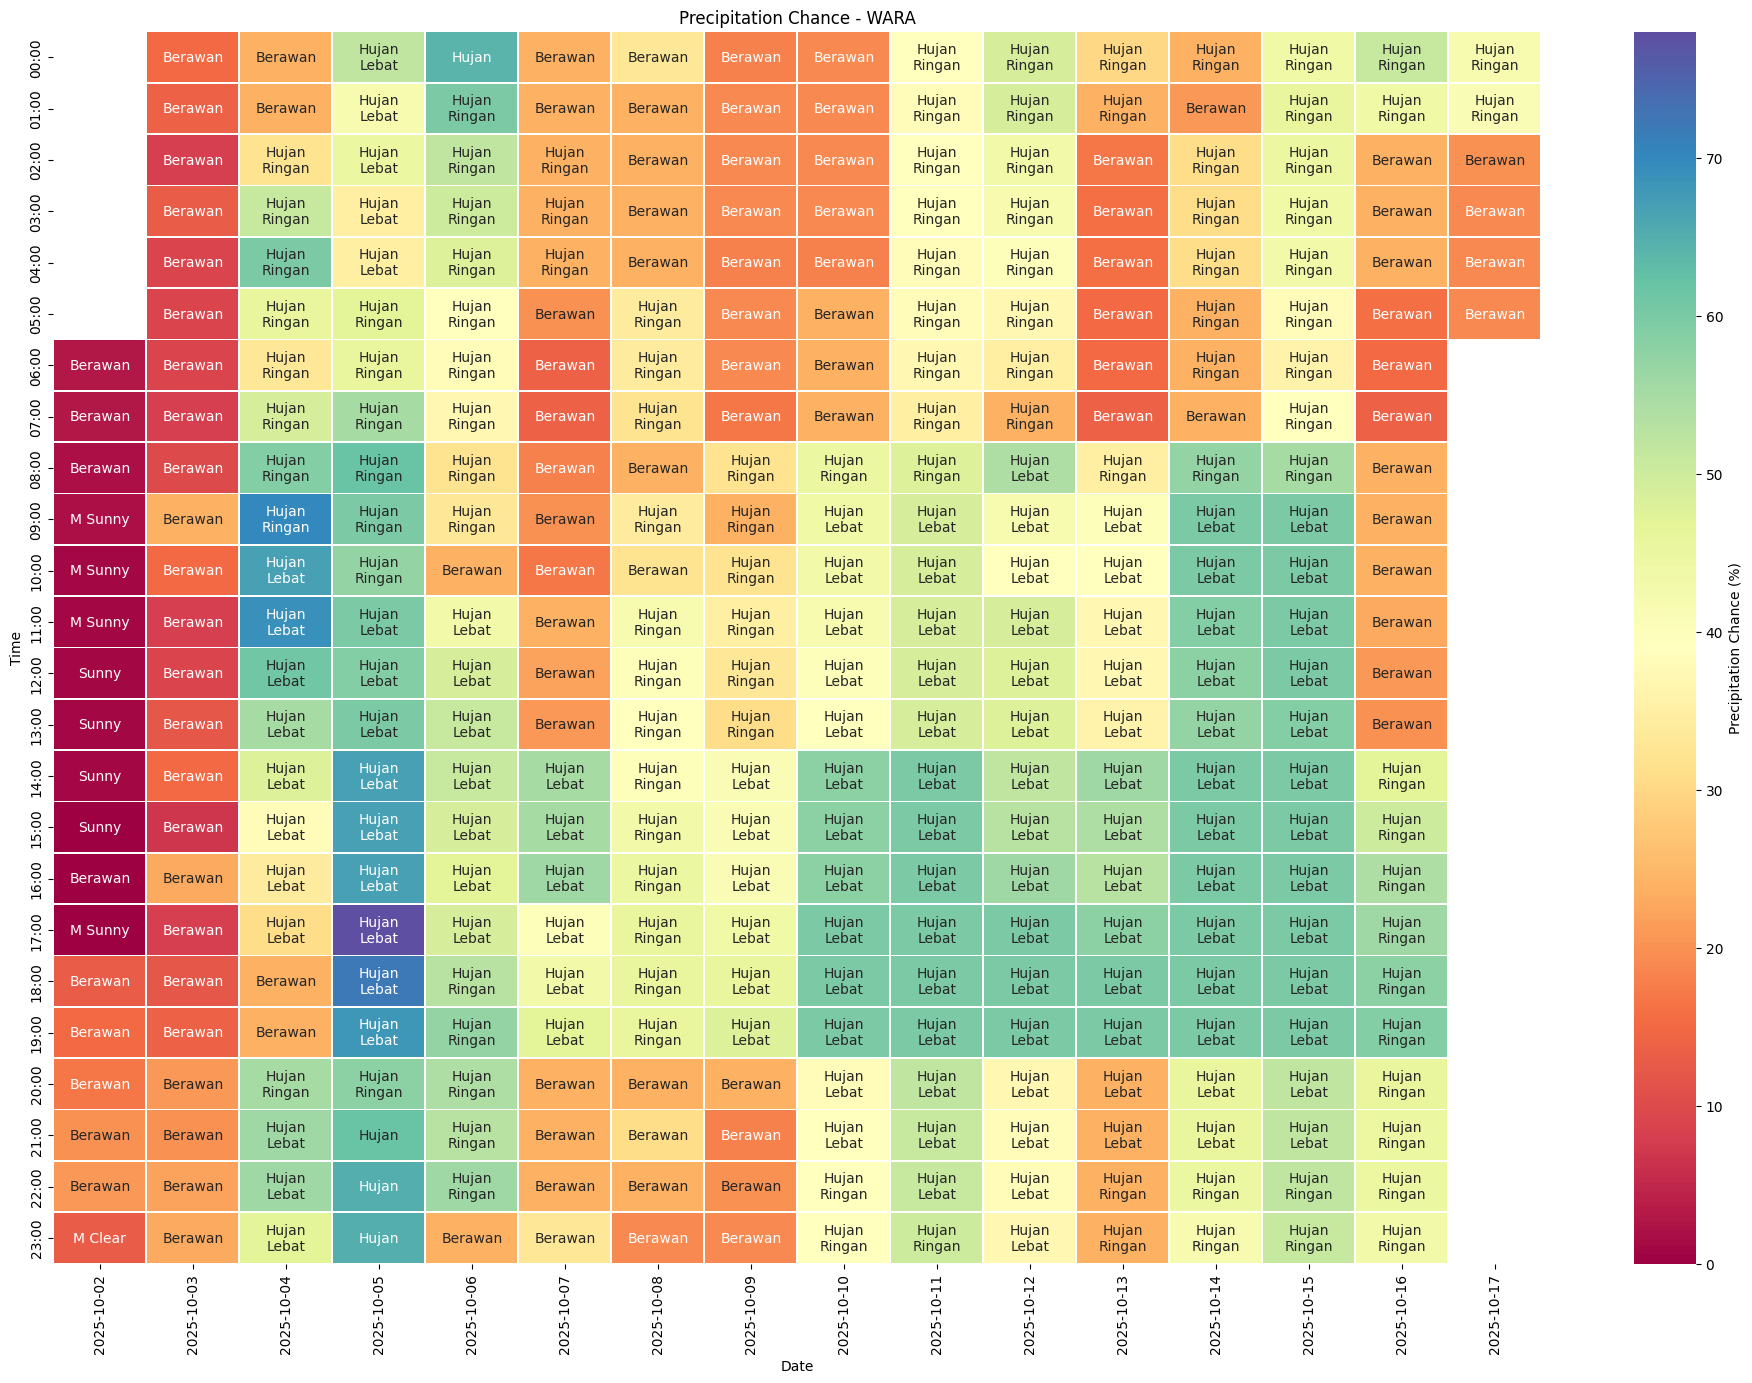 Precipitation Chance - WARA
00:00 Berawan Berawan Hujan Lebat Hujan Berawan Berawan Berawan Berawan Hujan Ringan Hujan Ringan Hujan Ringan Hujan Ringan Hujan Ringan Hujan Ringan Hujan Ringan
01:00 Berawan Berawan Hujan Lebat Hujan Ringan Berawan Berawan Berawan Berawan Hujan Ringan Hujan Ringan Hujan Ringan Berawan Hujan Ringan Hujan Ringan Hujan Ringan
02:00 Berawan Hujan Ringan Hujan Lebat Hujan Ringan Hujan Ringan Berawan Berawan Berawan Hujan Ringan Hujan Ringan Berawan Hujan Ringan Hujan Ringan Berawan Berawan
03:00 Berawan Hujan Ringan Hujan Lebat Hujan Ringan Hujan Ringan Berawan Berawan Berawan Hujan Ringan Hujan Ringan Berawan Hujan Ringan Hujan Ringan Berawan Berawan
04:00 Berawan Hujan Ringan Hujan Lebat Hujan Ringan Hujan Ringan Berawan Berawan Berawan Hujan Ringan Hujan Ringan Berawan Hujan Ringan Hujan Ringan Berawan Berawan
05:00 Berawan Hujan Ringan Hujan Ringan Hujan Ringan Berawan Hujan Ringan Berawan Berawan Hujan Ringan Hujan Ringan Berawan Hujan Ringan Hujan Ringan Berawan Berawan
06:00 Berawan Berawan Hujan Ringan Hujan Ringan Hujan Ringan Berawan Hujan Ringan Berawan Berawan Hujan Ringan Hujan Ringan Berawan Hujan Ringan Hujan Ringan Berawan
07:00 Berawan Berawan Hujan Ringan Hujan Ringan Hujan Ringan Berawan Hujan Ringan Berawan Berawan Hujan Ringan Hujan Ringan Berawan Berawan Hujan Ringan Berawan
08:00 Berawan Berawan Hujan Ringan Hujan Ringan Hujan Ringan Berawan Berawan Hujan Ringan Hujan Ringan Hujan Ringan Hujan Lebat Hujan Ringan Hujan Ringan Hujan Ringan Berawan
09:00 M Sunny Berawan Hujan Ringan Hujan Ringan Hujan Ringan Berawan Hujan Ringan Hujan Ringan Hujan Lebat Hujan Lebat Hujan Lebat Hujan Lebat Hujan Lebat Hujan Lebat Berawan
10:00 M Sunny Berawan Hujan Lebat Hujan Ringan Berawan Berawan Berawan Hujan Ringan Hujan Lebat Hujan Lebat Hujan Lebat Hujan Lebat Hujan Lebat Hujan Lebat Berawan
11:00 M Sunny Berawan Hujan Lebat Hujan Lebat Hujan Lebat Berawan Hujan Ringan Hujan Ringan Hujan Lebat Hujan Lebat Hujan Lebat Hujan Lebat Hujan Lebat Hujan Lebat Berawan
12:00 Sunny Berawan Hujan Lebat Hujan Lebat Hujan Lebat Berawan Hujan Ringan Hujan Ringan Hujan Lebat Hujan Lebat Hujan Lebat Hujan Lebat Hujan Lebat Hujan Lebat Berawan
13:00 Sunny Berawan Hujan Lebat Hujan Lebat Hujan Lebat Berawan Hujan Ringan Hujan Ringan Hujan Lebat Hujan Lebat Hujan Lebat Hujan Lebat Hujan Lebat Hujan Lebat Berawan
14:00 Sunny Berawan Hujan Lebat Hujan Lebat Hujan Lebat Hujan Lebat Hujan Ringan Hujan Lebat Hujan Lebat Hujan Lebat Hujan Lebat Hujan Lebat Hujan Lebat Hujan Lebat Hujan Ringan
15:00 Sunny Berawan Hujan Lebat Hujan Lebat Hujan Lebat Hujan Lebat Hujan Ringan Hujan Lebat Hujan Lebat Hujan Lebat Hujan Lebat Hujan Lebat Hujan Lebat Hujan Lebat Hujan Ringan
16:00 Berawan Berawan Hujan Lebat Hujan Lebat Hujan Lebat Hujan Lebat Hujan Ringan Hujan Lebat Hujan Lebat Hujan Lebat Hujan Lebat Hujan Lebat Hujan Lebat Hujan Lebat Hujan Ringan
17:00 M Sunny Berawan Hujan Lebat Hujan Lebat Hujan Lebat Hujan Lebat Hujan Ringan Hujan Lebat Hujan Lebat Hujan Lebat Hujan Lebat Hujan Lebat Hujan Lebat Hujan Lebat Hujan Ringan
18:00 Berawan Berawan Berawan Hujan Lebat Hujan Ringan Hujan Lebat Hujan Ringan Hujan Lebat Hujan Lebat Hujan Lebat Hujan Lebat Hujan Lebat Hujan Lebat Hujan Lebat Hujan Ringan
19:00 Berawan Berawan Berawan Hujan Lebat Hujan Ringan Hujan Lebat Hujan Ringan Hujan Lebat Hujan Lebat Hujan Lebat Hujan Lebat Hujan Lebat Hujan Lebat Hujan Lebat Hujan Ringan
20:00 Berawan Berawan Hujan Ringan Hujan Ringan Hujan Ringan Berawan Berawan Berawan Hujan Lebat Hujan Lebat Hujan Lebat Hujan Lebat Hujan Lebat Hujan Lebat Hujan Ringan
21:00 Berawan Berawan Hujan Lebat Hujan Hujan Ringan Berawan Berawan Berawan Hujan Lebat Hujan Lebat Hujan Lebat Hujan Lebat Hujan Lebat Hujan Lebat Hujan Ringan
22:00 Berawan Berawan Hujan Lebat Hujan Hujan Ringan Berawan Berawan Berawan Hujan Ringan Hujan Lebat Hujan Lebat Hujan Ringan Hujan Ringan Hujan Ringan Hujan Ringan
23:00 M Clear Berawan Hujan Lebat Hujan Berawan Berawan Berawan Berawan Hujan Ringan Hujan Ringan Hujan Lebat Hujan Ringan Hujan Ringan Hujan Ringan Hujan Ringan
Time
2025-10-02 2025-10-03 2025-10-04 2025-10-05 2025-10-06 2025-10-07 2025-10-08 2025-10-09 2025-10-10 2025-10-11 2025-10-12 2025-10-13 2025-10-14 2025-10-15 2025-10-16 2025-10-17
Date
70
60
50
40
30
20
10
0
Precipitation Chance (%)